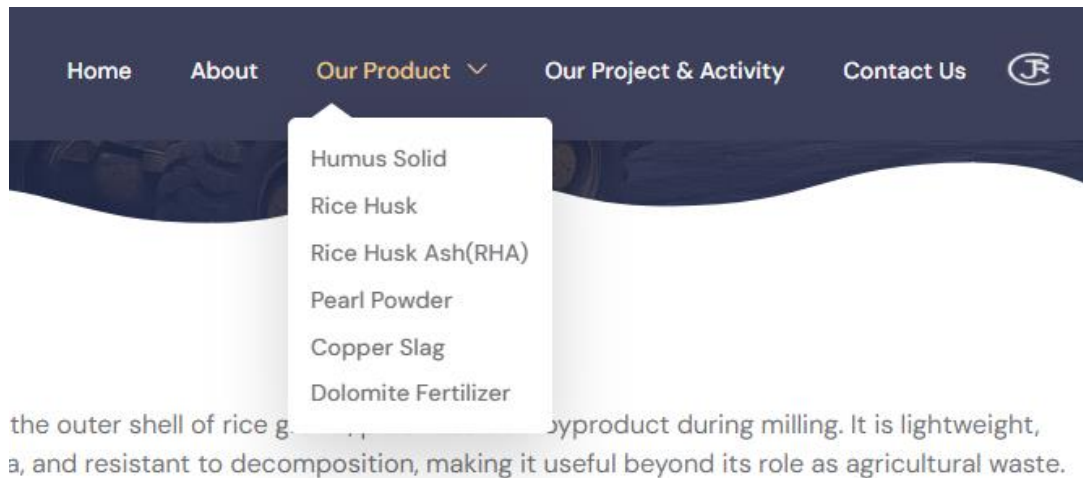 Home About Our Product Our Project & Activity Contact Us
Humus Solid
Rice Husk
Rice Husk Ash(RHA)
Pearl Powder
Copper Slag
Dolomite Fertilizer
the outer shell of rice byproduct during milling. It is lightweight,
and resistant to decomposition, making it useful beyond its role as agricultural waste.